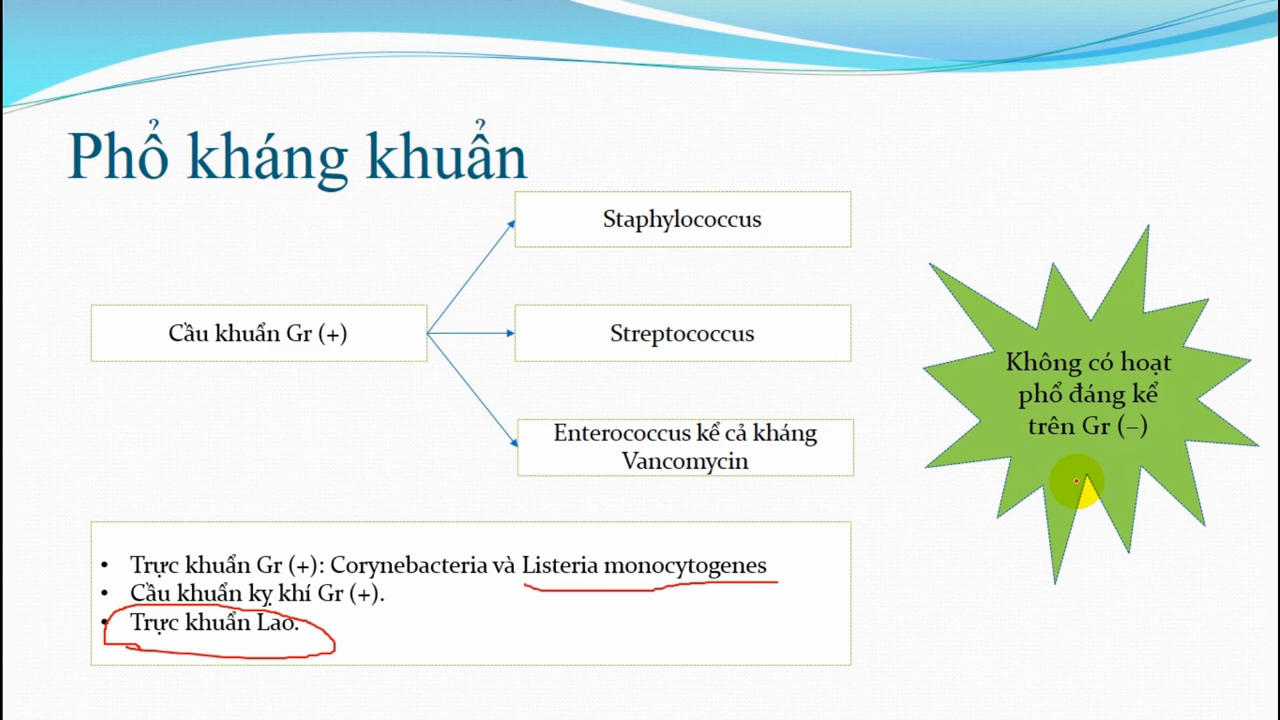 Phổ kháng khuẩn
Staphylococcus
Cầu khuẩn Gr (+)
Streptococcus
Enterococcus kể cả kháng
Vancomycin
Không có hoạt
phổ đáng kể
trên Gr (–)
• Trực khuẩn Gr (+): Corynebacteria và Listeria monocytogenes
• Cầu khuẩn kỵ khí Gr (+).
• Trực khuẩn Lao.